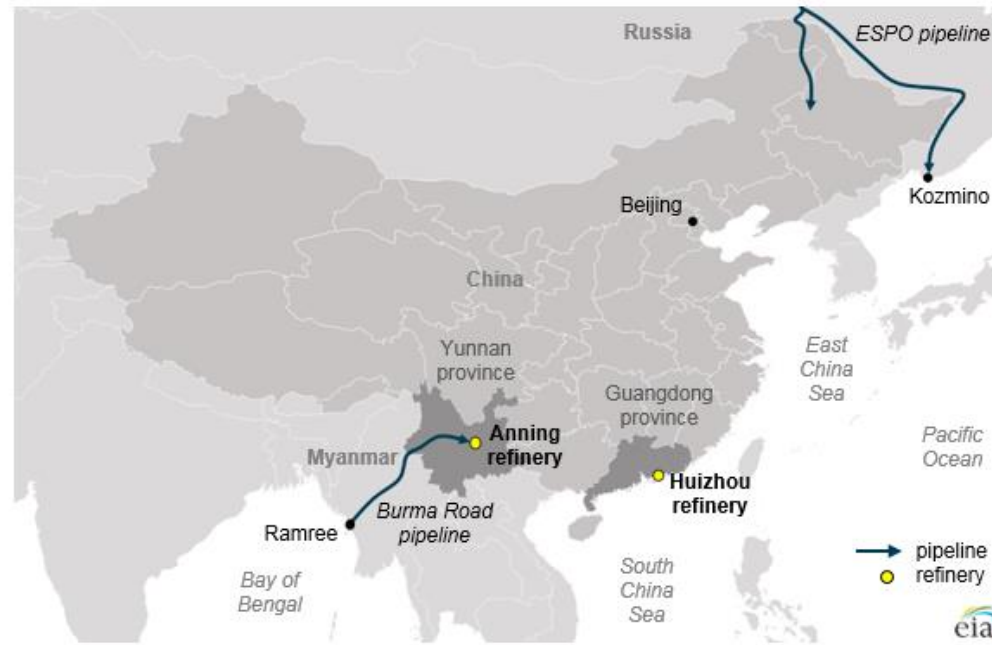 Russia
ESPO pipeline
Kozmino
Beijing
China
Yunnan
province
East
China
Sea
Guangdong
province
Pacific
Ocean
Anning
refinery
Myanmar
Huizhou
refinery
Burma Road
pipeline
Ramree
Bay of
Bengal
South
China
Sea
pipeline
refinery
eia